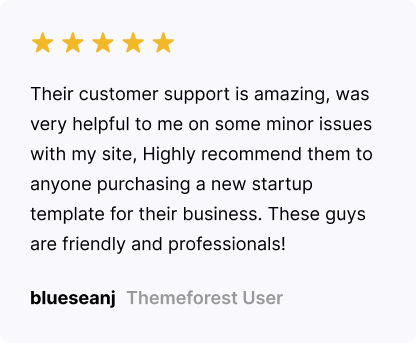 Their customer support is amazing, was
very helpful to me on some minor issues
with my site, Highly recommend them to
anyone purchasing a new startup
template for their business. These guys
are friendly and professionals!
blueseanj Themeforest User